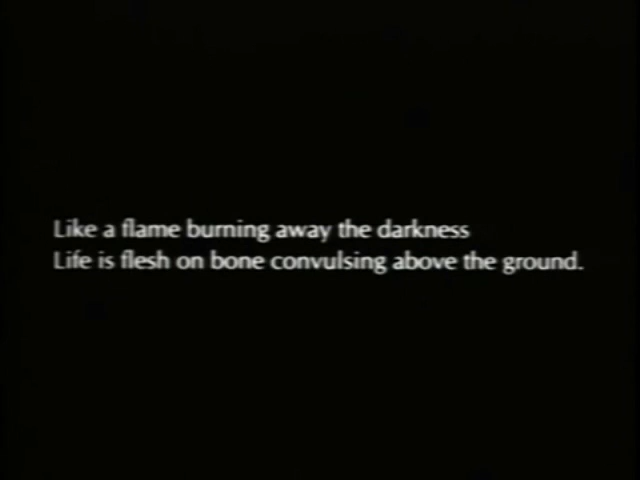 Like a flame burning away the darkness
Life is flesh on bone convulsing above the ground.